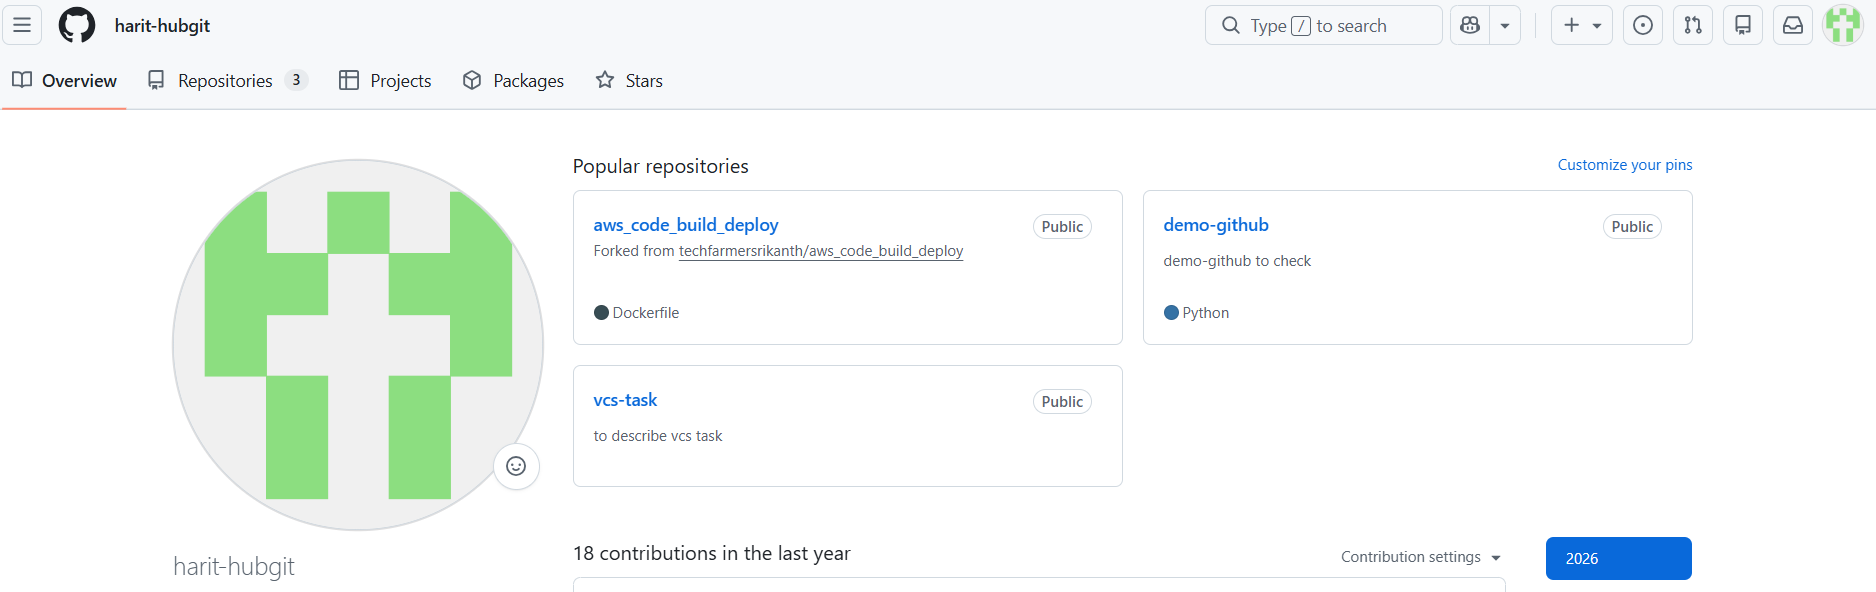 harit-hubgit
Type / to search
Overview
Repositories 3
Projects
Packages
Stars
Popular repositories
Customize your pins
aws_code_build_deploy
Public
Forked from techfarmersrikanth/aws_code_build_deploy
Dockerfile
demo-github
Public
demo-github to check
Python
vcs-task
Public
to describe vcs task
harit-hubgit
18 contributions in the last year
Contribution settings
2026